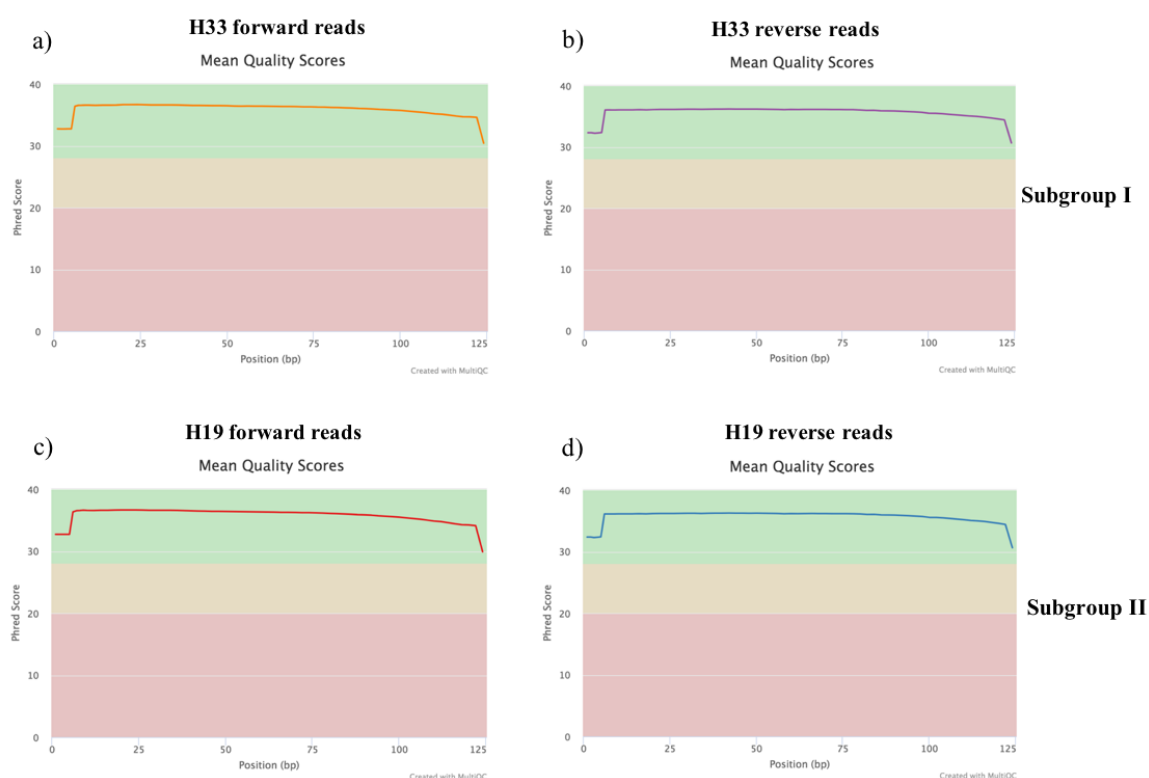 a)
H33 forward reads
Mean Quality Scores
40
30
20
10
0
Phred Score
0 25 50 75 100 125
Position (bp)
Created with MultiQC
b)
H33 reverse reads
Mean Quality Scores
40
30
20
10
0
Phred Score
0 25 50 75 100 125
Position (bp)
Created with MultiQC
Subgroup I
c)
H19 forward reads
Mean Quality Scores
40
30
20
10
0
Phred Score
0 25 50 75 100 125
Position (bp)
Created with MultiQC
d)
H19 reverse reads
Mean Quality Scores
40
30
20
10
0
Phred Score
0 25 50 75 100 125
Position (bp)
Created with MultiQC
Subgroup II